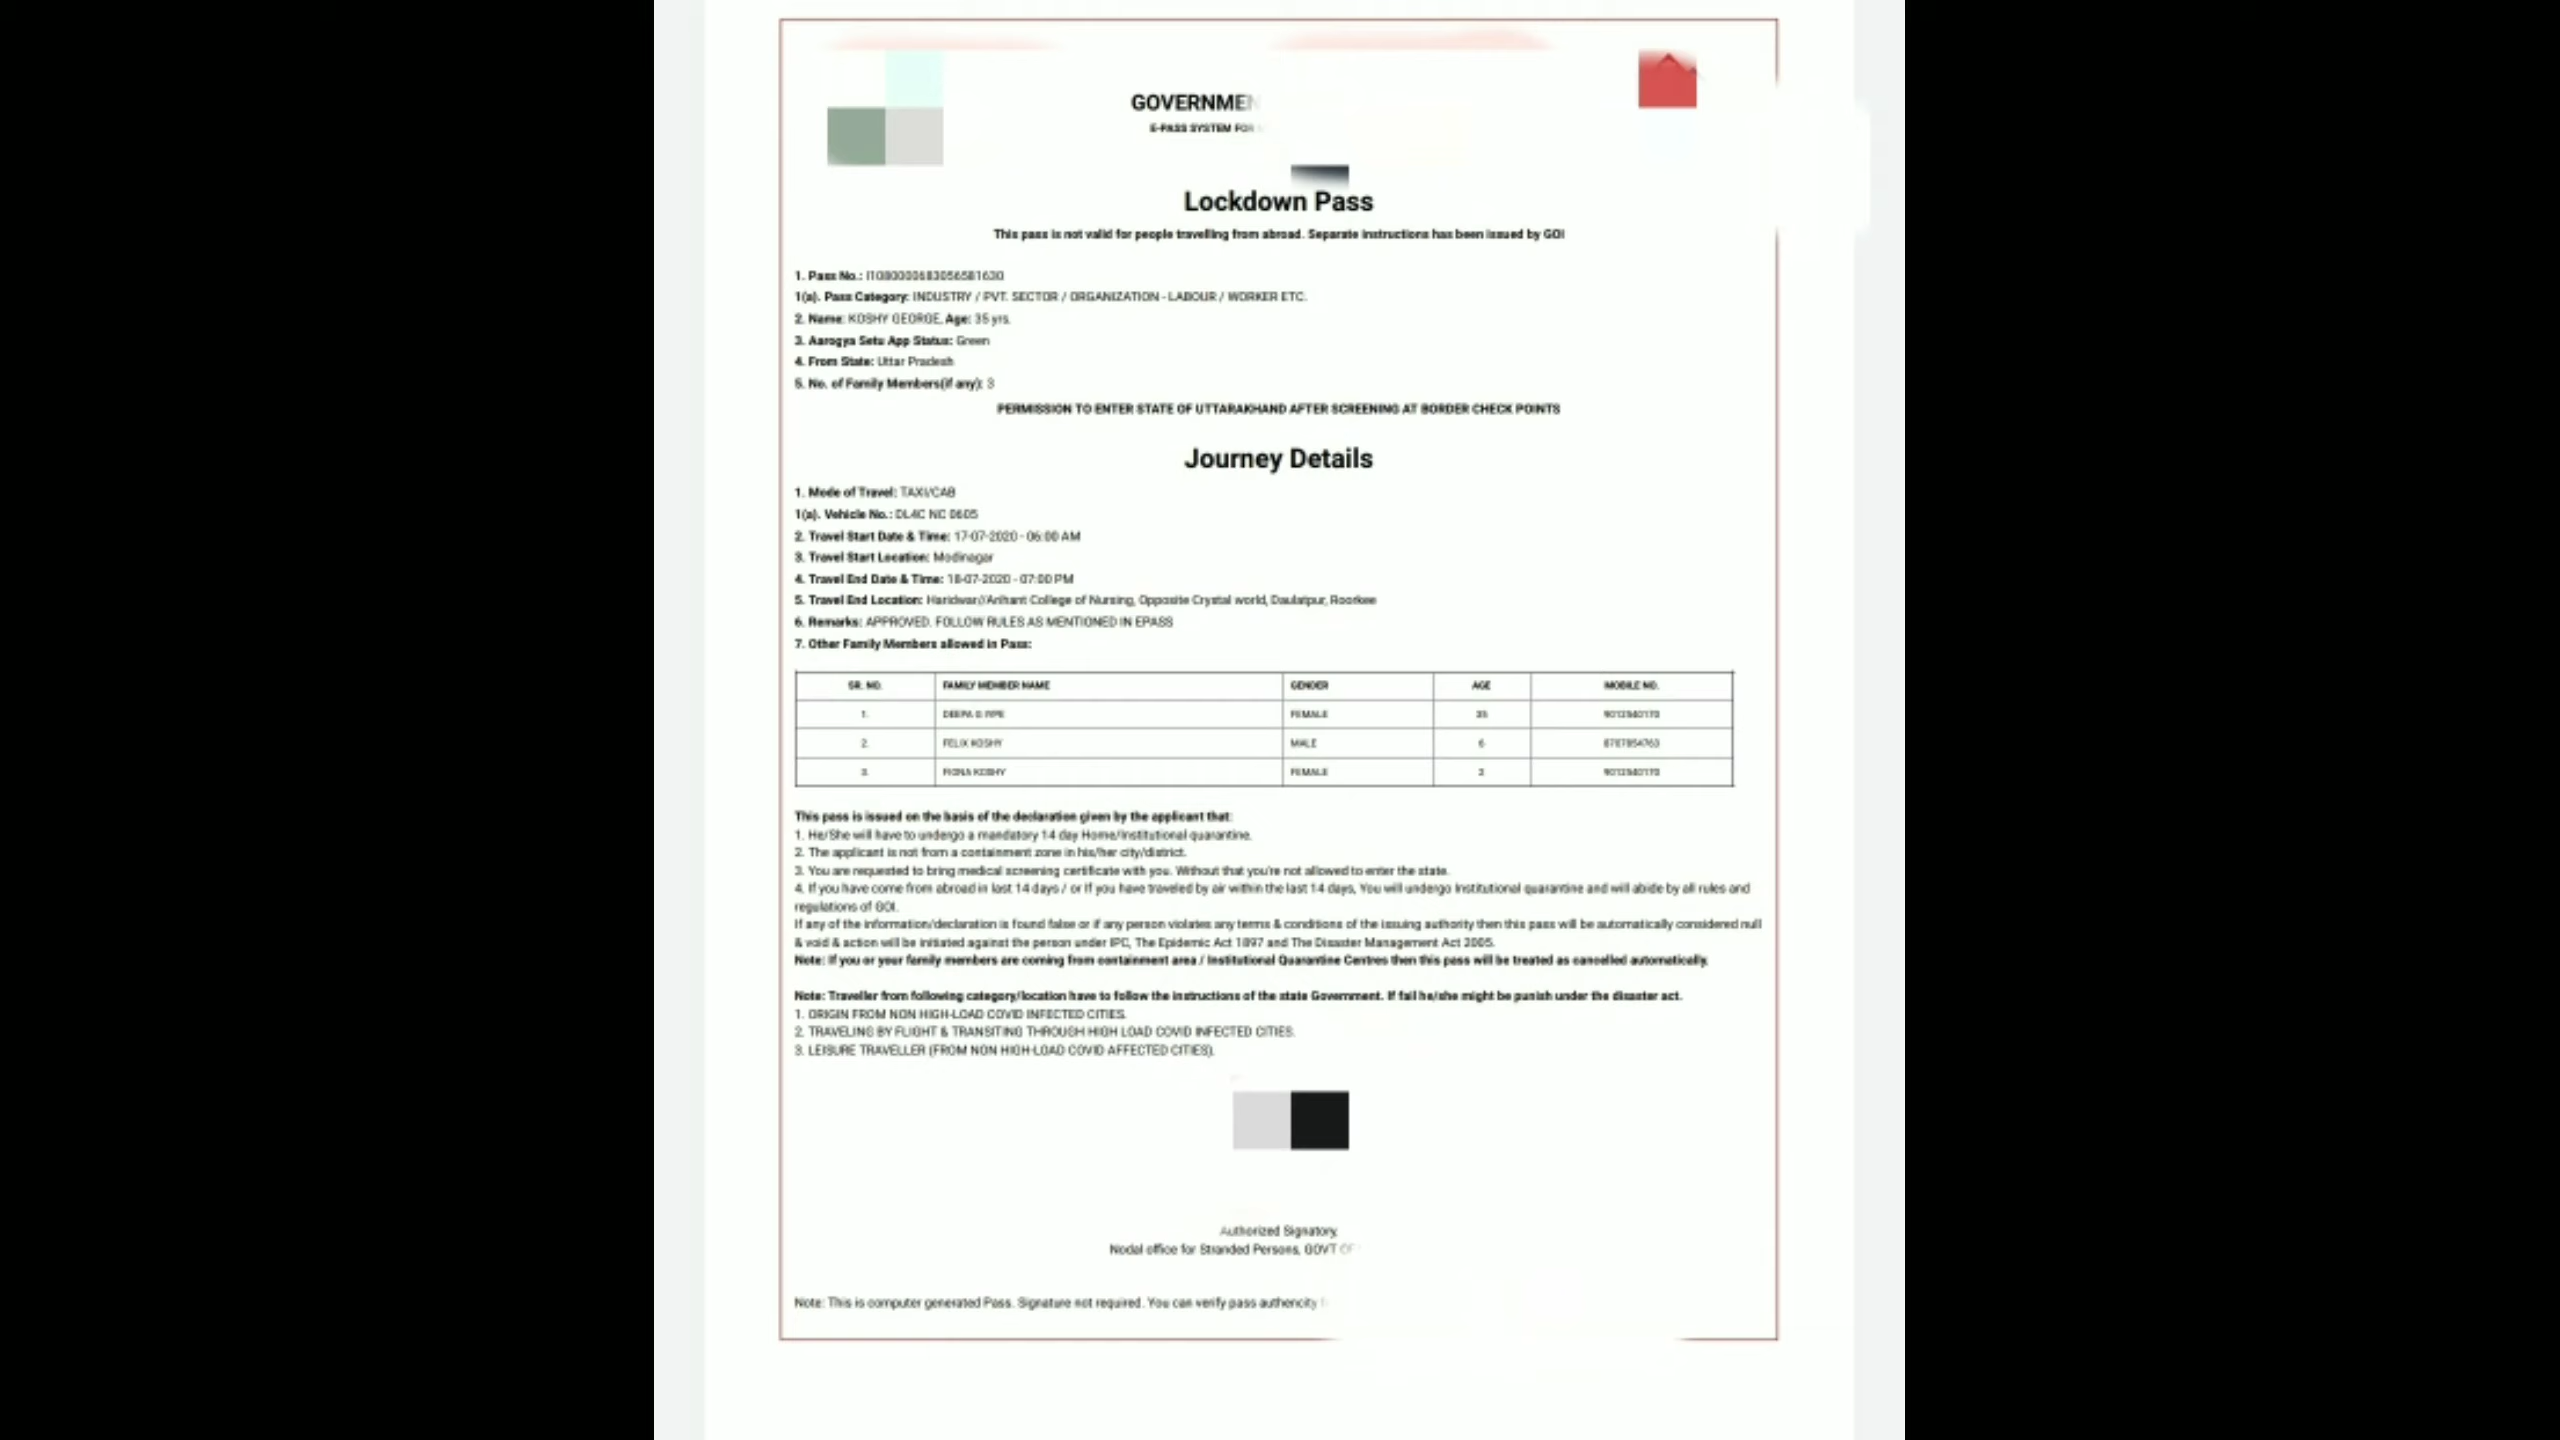 GOVERNMEN
E-PASS SYSTEM FOR
Lockdown Pass
This pass is not valid for people travelling from abroad. Separate instructions has been issued by GOI
1. Pass No.:
1(a). Pass Category: INDUSTRY / PVT. SECTOR / ORGANIZATION - LABOUR / WORKER ETC.
2. Name: KOSHY GEORGE, Age: 35 yrs.
3. Aarogya Setu App Status: Green
4. From State: Uttar Pradesh
5. No. of Family Members(if any): 3
PERMISSION TO ENTER STATE OF UTTARAKHAND AFTER SCREENING AT BORDER CHECK POINTS
Journey Details
1. Mode of Travel: TAXI/CAB
1(a). Vehicle No.: DL4C NC 0605
2. Travel Start Date & Time: 17-07-2020 - 06:00 AM
3. Travel Start Location: Modinagar
4. Travel End Date & Time: 18-07-2020 - 07:00 PM
5. Travel End Location: Haridwar//Arihant College of Nursing, Opposite Crystal world, Daulatpur, Roorkee
6. Remarks: APPROVED. FOLLOW RULES AS MENTIONED IN EPASS
7. Other Family Members allowed in Pass:
SR. NO. FAMILY MEMBER NAME GENDER AGE MOBILE NO.
1. DEEPA FEMALE
2. FELIX KOSHY MALE 6
3. FIONA KOSHY FEMALE
This pass is issued on the basis of the declaration given by the applicant that:
1. He/She will have to undergo a mandatory 14 day Home/Institutional quarantine.
2. The applicant is not from a containment zone in his/her city/district.
3. You are requested to bring medical screening certificate with you. Without that you're not allowed to enter the state.
4. If you have come from abroad in last 14 days / or If you have traveled by air within the last 14 days, You will undergo Institutional quarantine and will abide by all rules and
regulations of GOI.
If any of the information/declaration is found false or if any person violates any terms & conditions of the issuing authority then this pass will be automatically considered null
& void & action will be initiated against the person under IPC, The Epidemic Act 1897 and The Disaster Management Act 2005.
Note: If you or your family members are coming from containment area / Institutional Quarantine Centres then this pass will be treated as cancelled automatically.
Note: Traveller from following category/location have to follow the instructions of the state Government. If fail he/she might be punish under the disaster act.
1. ORIGIN FROM NON HIGH-LOAD COVID INFECTED CITIES.
2. TRAVELING BY FLIGHT & TRANSITING THROUGH HIGH LOAD COVID INFECTED CITIES.
3. LEISURE TRAVELLER (FROM NON HIGH-LOAD COVID AFFECTED CITIES).
Authorized Signatory,
Nodal office for Stranded Persons, GOVT OF
Note: This is computer generated Pass. Signature not required. You can verify pass authencity